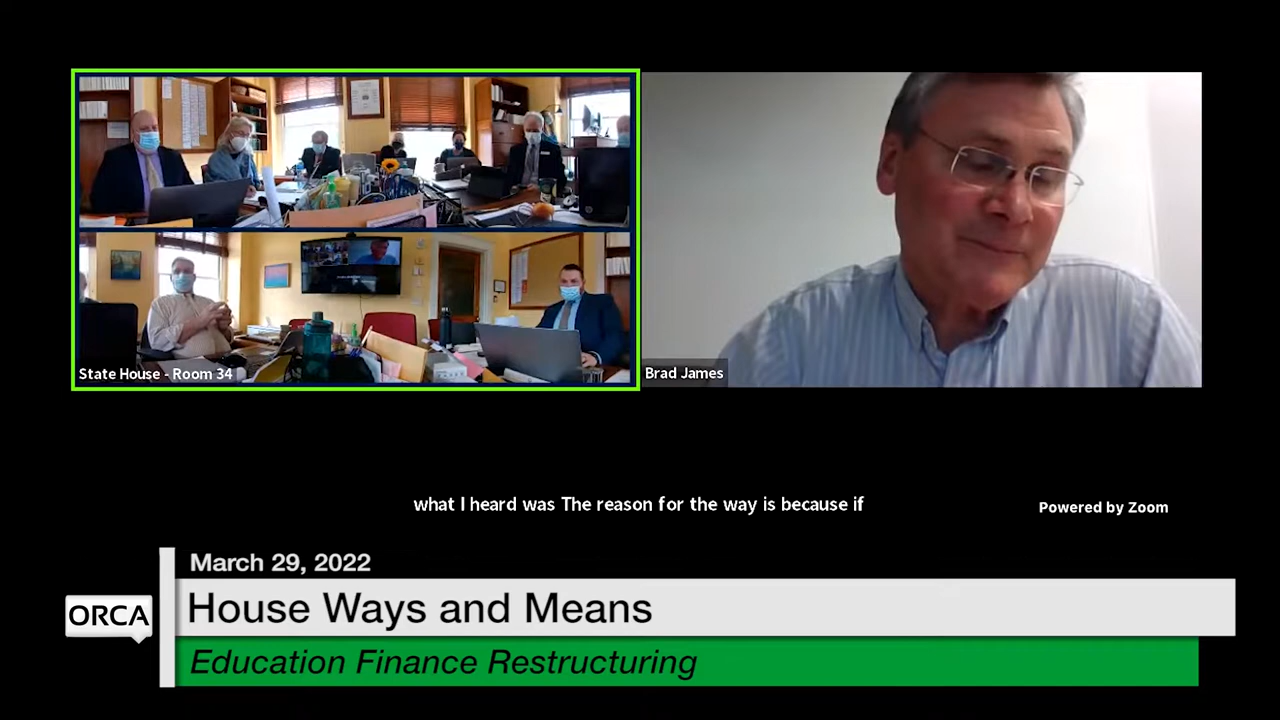 State House - Room 34
Brad James
what I heard was The reason for the way is because if
Powered by Zoom
March 29, 2022
ORCA
House Ways and Means
Education Finance Restructuring